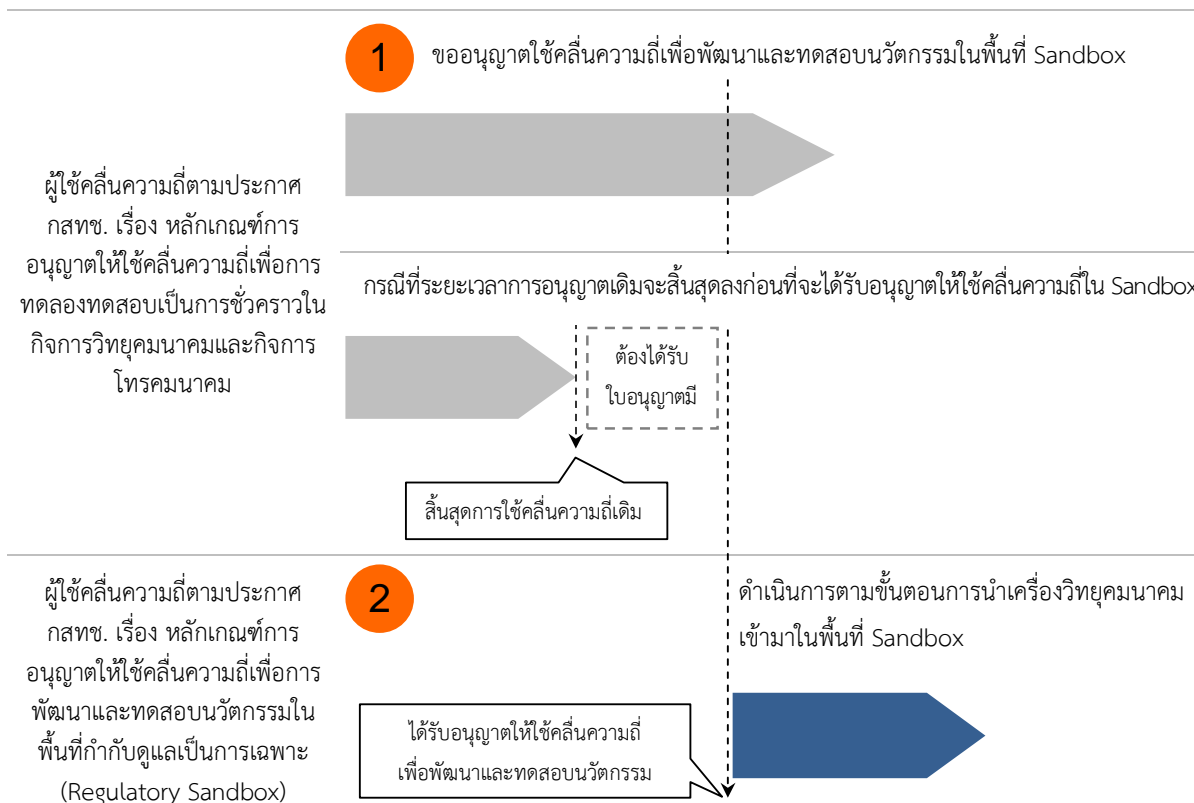 1
ขออนุญาตใช้คลื่นความถี่เพื่อพัฒนาและทดสอบนวัตกรรมในพื้นที่ Sandbox
ผู้ใช้คลื่นความถี่ตามประกาศ
กสทช. เรื่อง หลักเกณฑ์การ
อนุญาตให้ใช้คลื่นความถี่เพื่อการ
ทดลองทดสอบเป็นการชั่วคราวใน
กิจการวิทยุคมนาคมและกิจการ
โทรคมนาคม
กรณีที่ระยะเวลาการอนุญาตเดิมจะสิ้นสุดลงก่อนที่จะได้รับอนุญาตให้ใช้คลื่นความถี่ใน Sandbox
ต้องได้รับ
ใบอนุญาตมี
สิ้นสุดการใช้คลื่นความถี่เดิม
ผู้ใช้คลื่นความถี่ตามประกาศ
กสทช. เรื่อง หลักเกณฑ์การ
อนุญาตให้ใช้คลื่นความถี่เพื่อการ
พัฒนาและทดสอบนวัตกรรมใน
พื้นที่กำกับดูแลเป็นการเฉพาะ
(Regulatory Sandbox)
2
ดำเนินการตามขั้นตอนการนำเครื่องวิทยุคมนาคม
เข้ามาในพื้นที่ Sandbox
ได้รับอนุญาตให้ใช้คลื่นความถี่
เพื่อพัฒนาและทดสอบนวัตกรรม